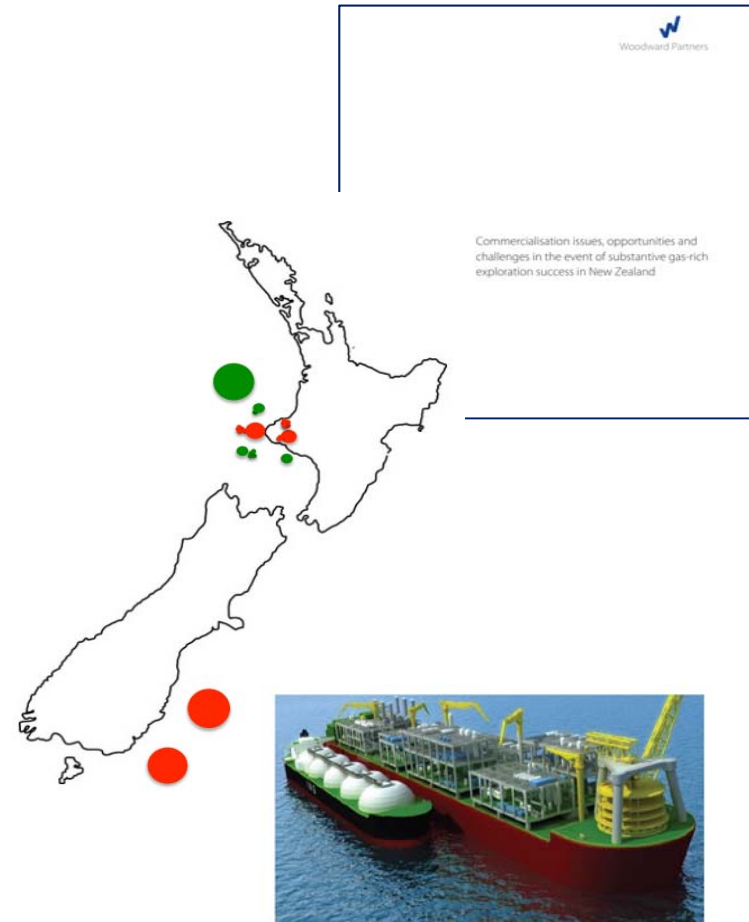 Woodward Partners
Commercialisation issues, opportunities and
challenges in the event of substantive gas-rich
exploration success in New Zealand